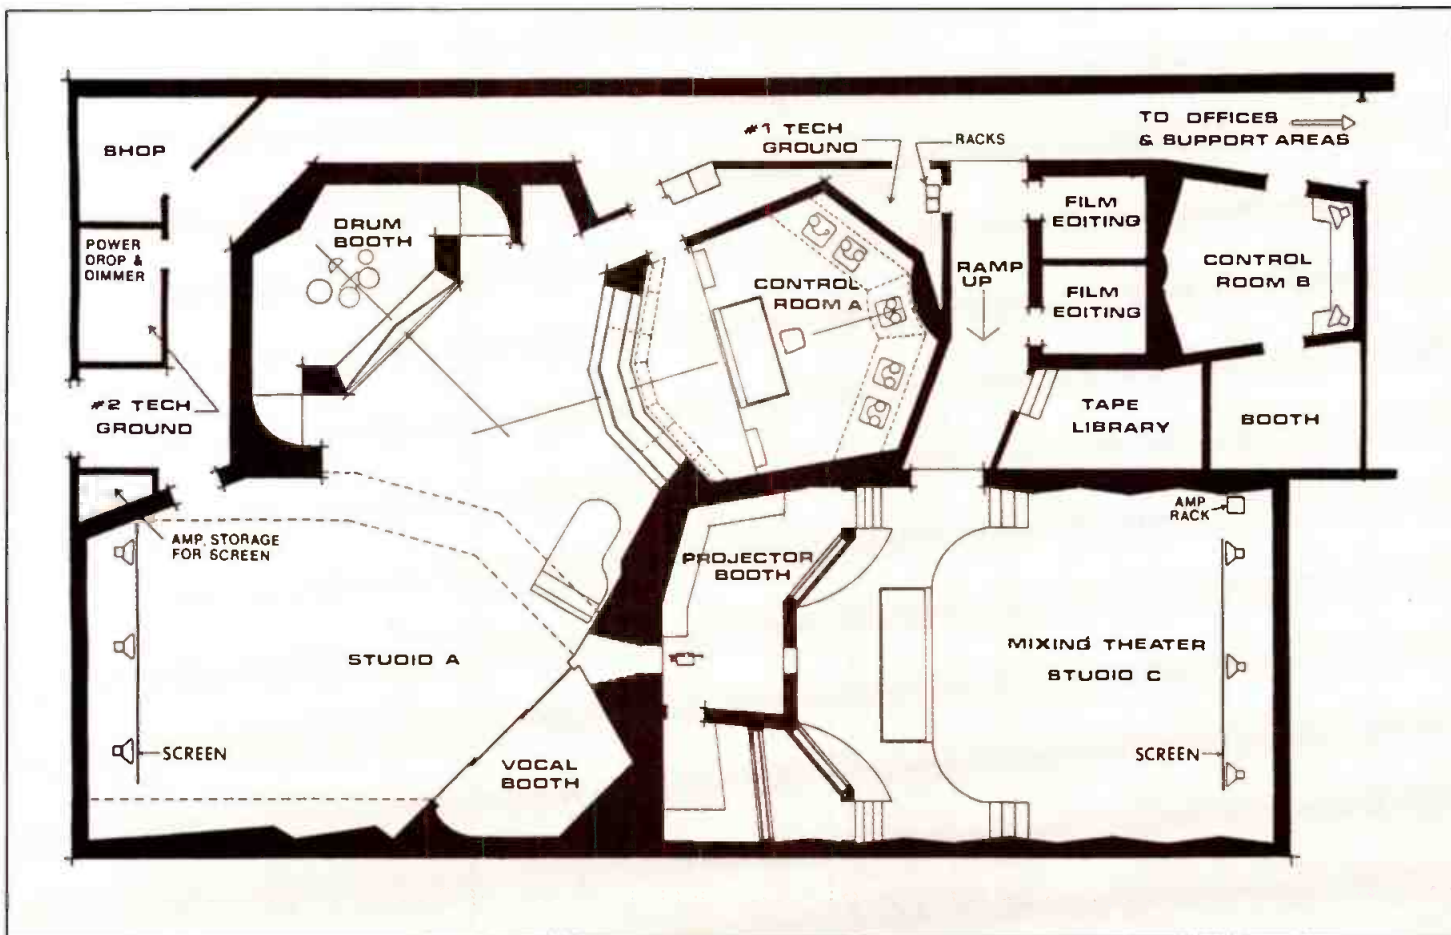 TO OFFICES
& SUPPORT AREAS
#1 TECH
GROUND
RACKS
SHOP
FILM
EDITING
DRUM
BOOTH
POWER
DROP &
DIMMER
CONTROL
ROOM A
RAMP
UP
CONTROL
ROOM B
FILM
EDITING
#2 TECH
GROUND
TAPE
LIBRARY
BOOTH
AMP. STORAGE
FOR SCREEN
AMP
RACK
PROJECTOR
BOOTH
STUDIO A
MIXING THEATER
STUDIO C
SCREEN
VOCAL
BOOTH
SCREEN